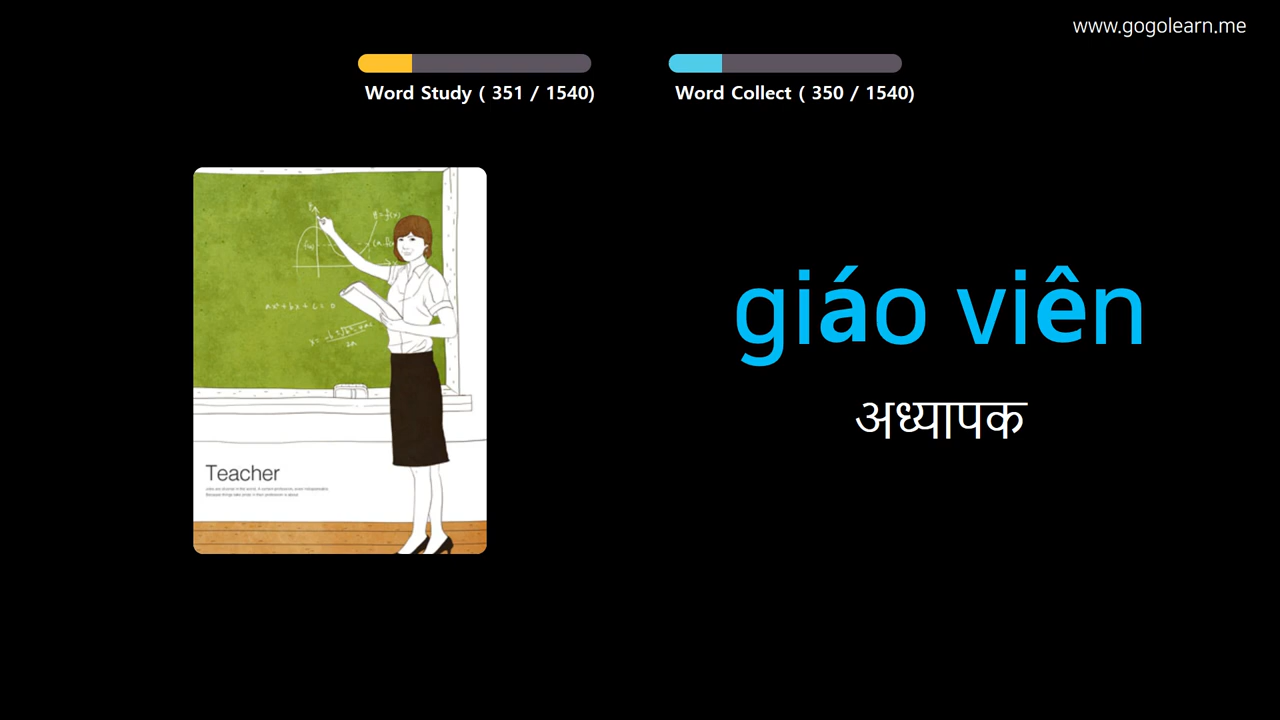 www.gogolearn.me
Word Study ( 351 / 1540)
Word Collect ( 350 / 1540)
giáo viên
अध्यापक
Teacher